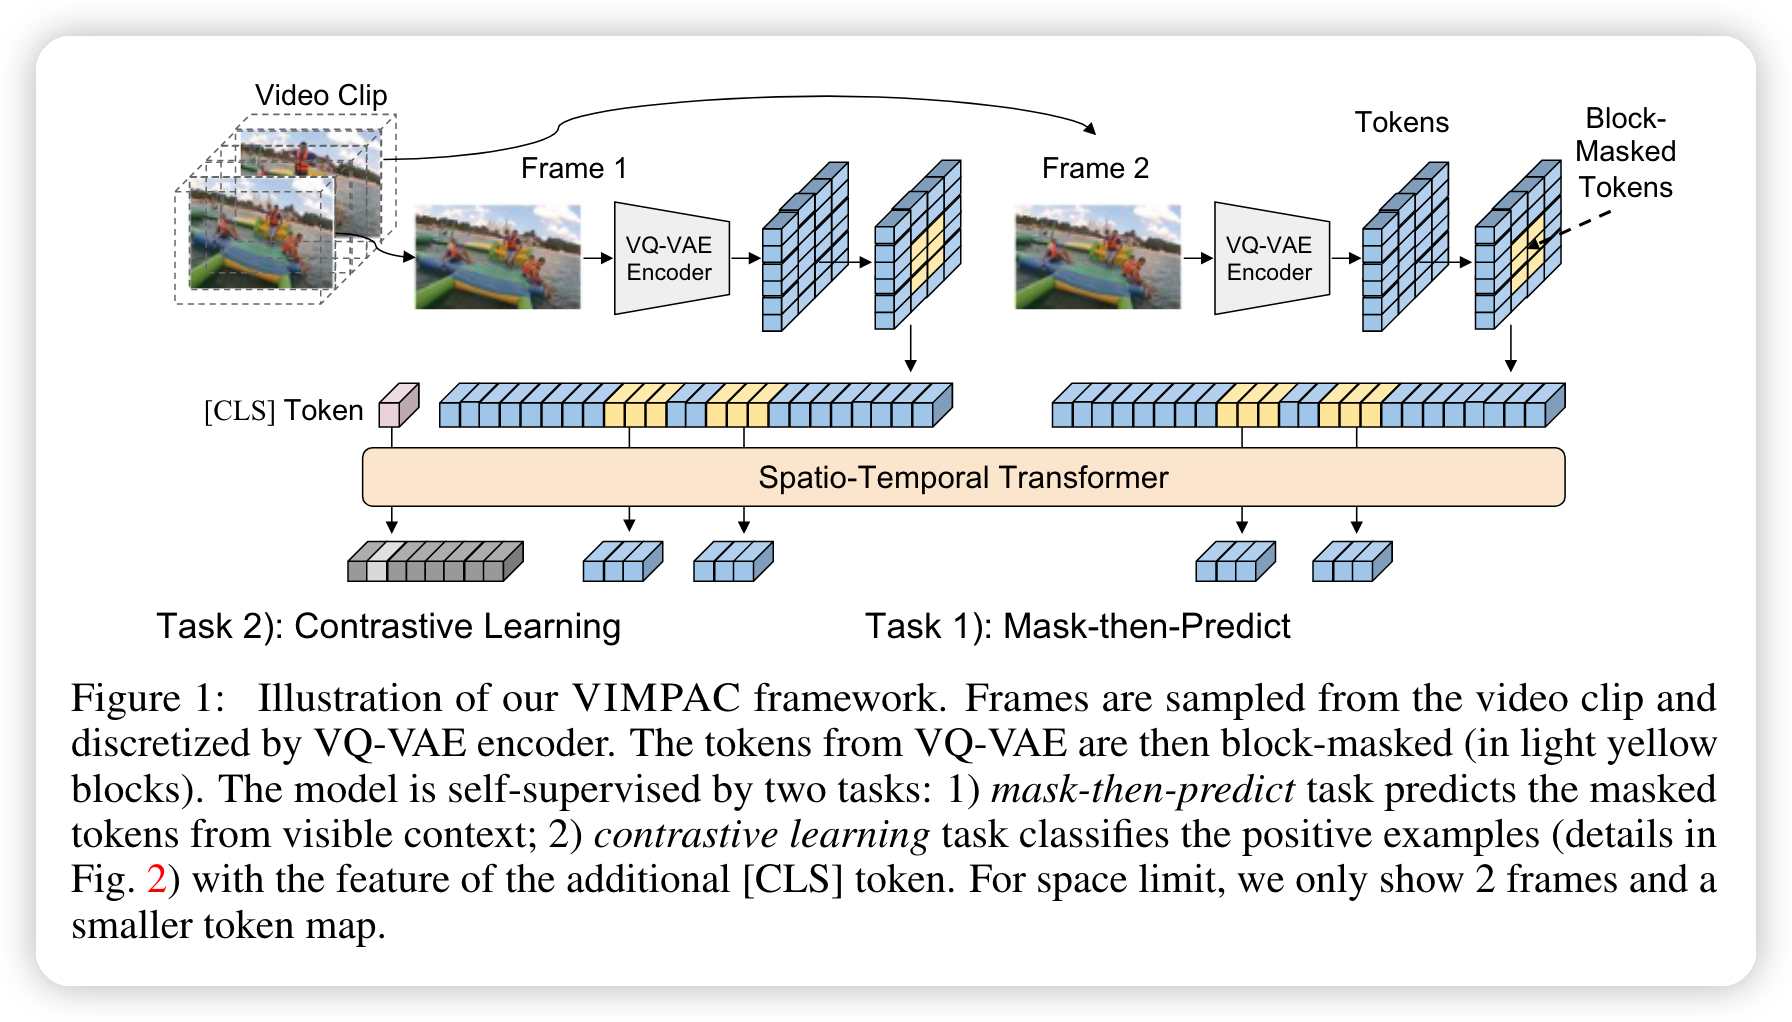 Video Clip
Frame 1
Frame 2
Tokens
Block-
Masked
Tokens
VQ-VAE
Encoder
VQ-VAE
Encoder
[CLS] Token
Spatio-Temporal Transformer
Task 2): Contrastive Learning
Task 1): Mask-then-Predict
Figure 1: Illustration of our VIMPAC framework. Frames are sampled from the video clip and
discretized by VQ-VAE encoder. The tokens from VQ-VAE are then block-masked (in light yellow
blocks). The model is self-supervised by two tasks: 1) mask-then-predict task predicts the masked
tokens from visible context; 2) contrastive learning task classifies the positive examples (details in
Fig. 2) with the feature of the additional [CLS] token. For space limit, we only show 2 frames and a
smaller token map.